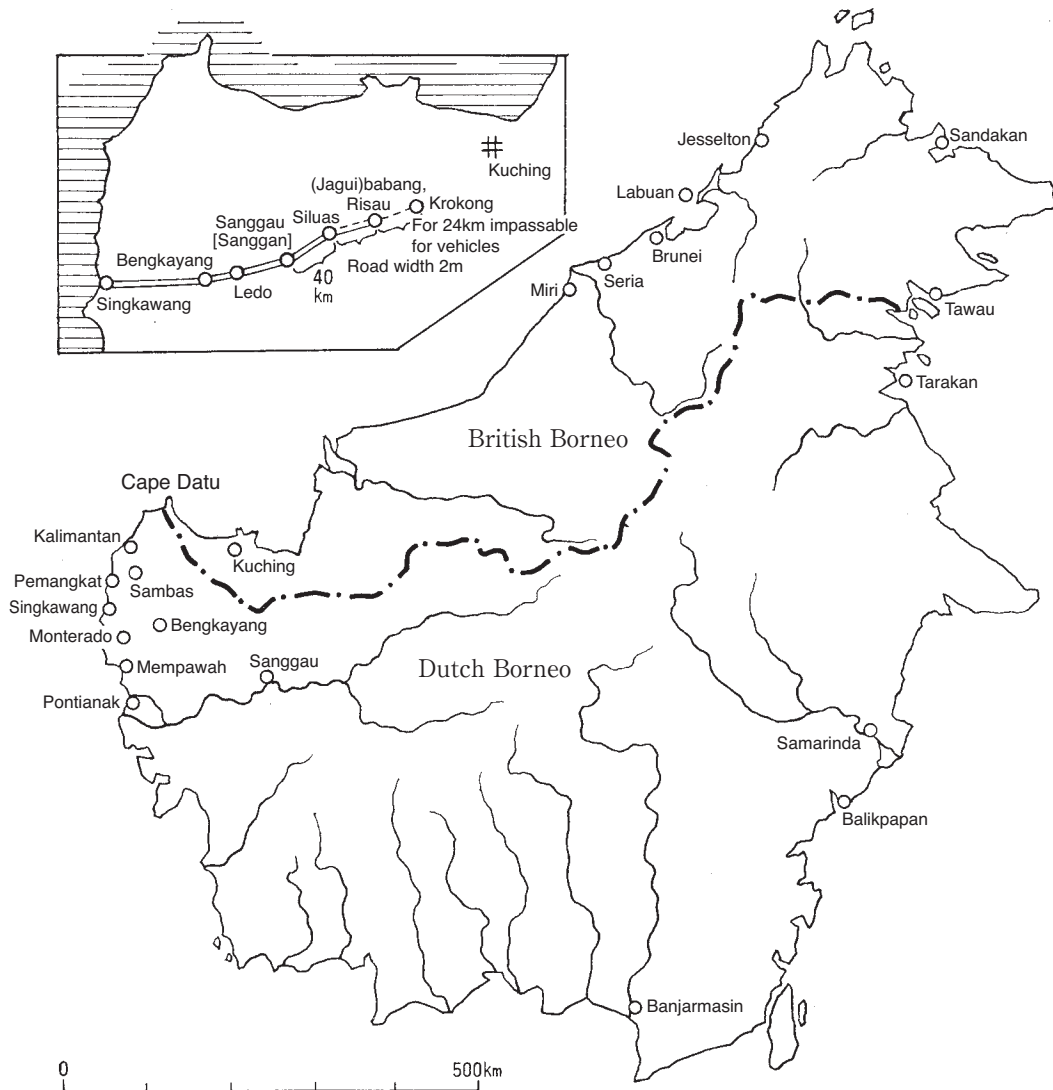 Kuching
(Jagui)babang,
Risau
Krokong
Siluas
Sanggau
[Sanggan]
For 24km impassable
for vehicles
Bengkayang
Road width 2m
40
km
Ledo
Singkawang
Jesselton
Sandakan
Labuan
Brunei
Seria
Miri
Tawau
Tarakan
British Borneo
Cape Datu
Kalimantan
Kuching
Pemangkat
Sambas
Singkawang
Bengkayang
Monterado
Mempawah
Sanggau
Dutch Borneo
Pontianak
Samarinda
Balikpapan
Banjarmasin
0
500km